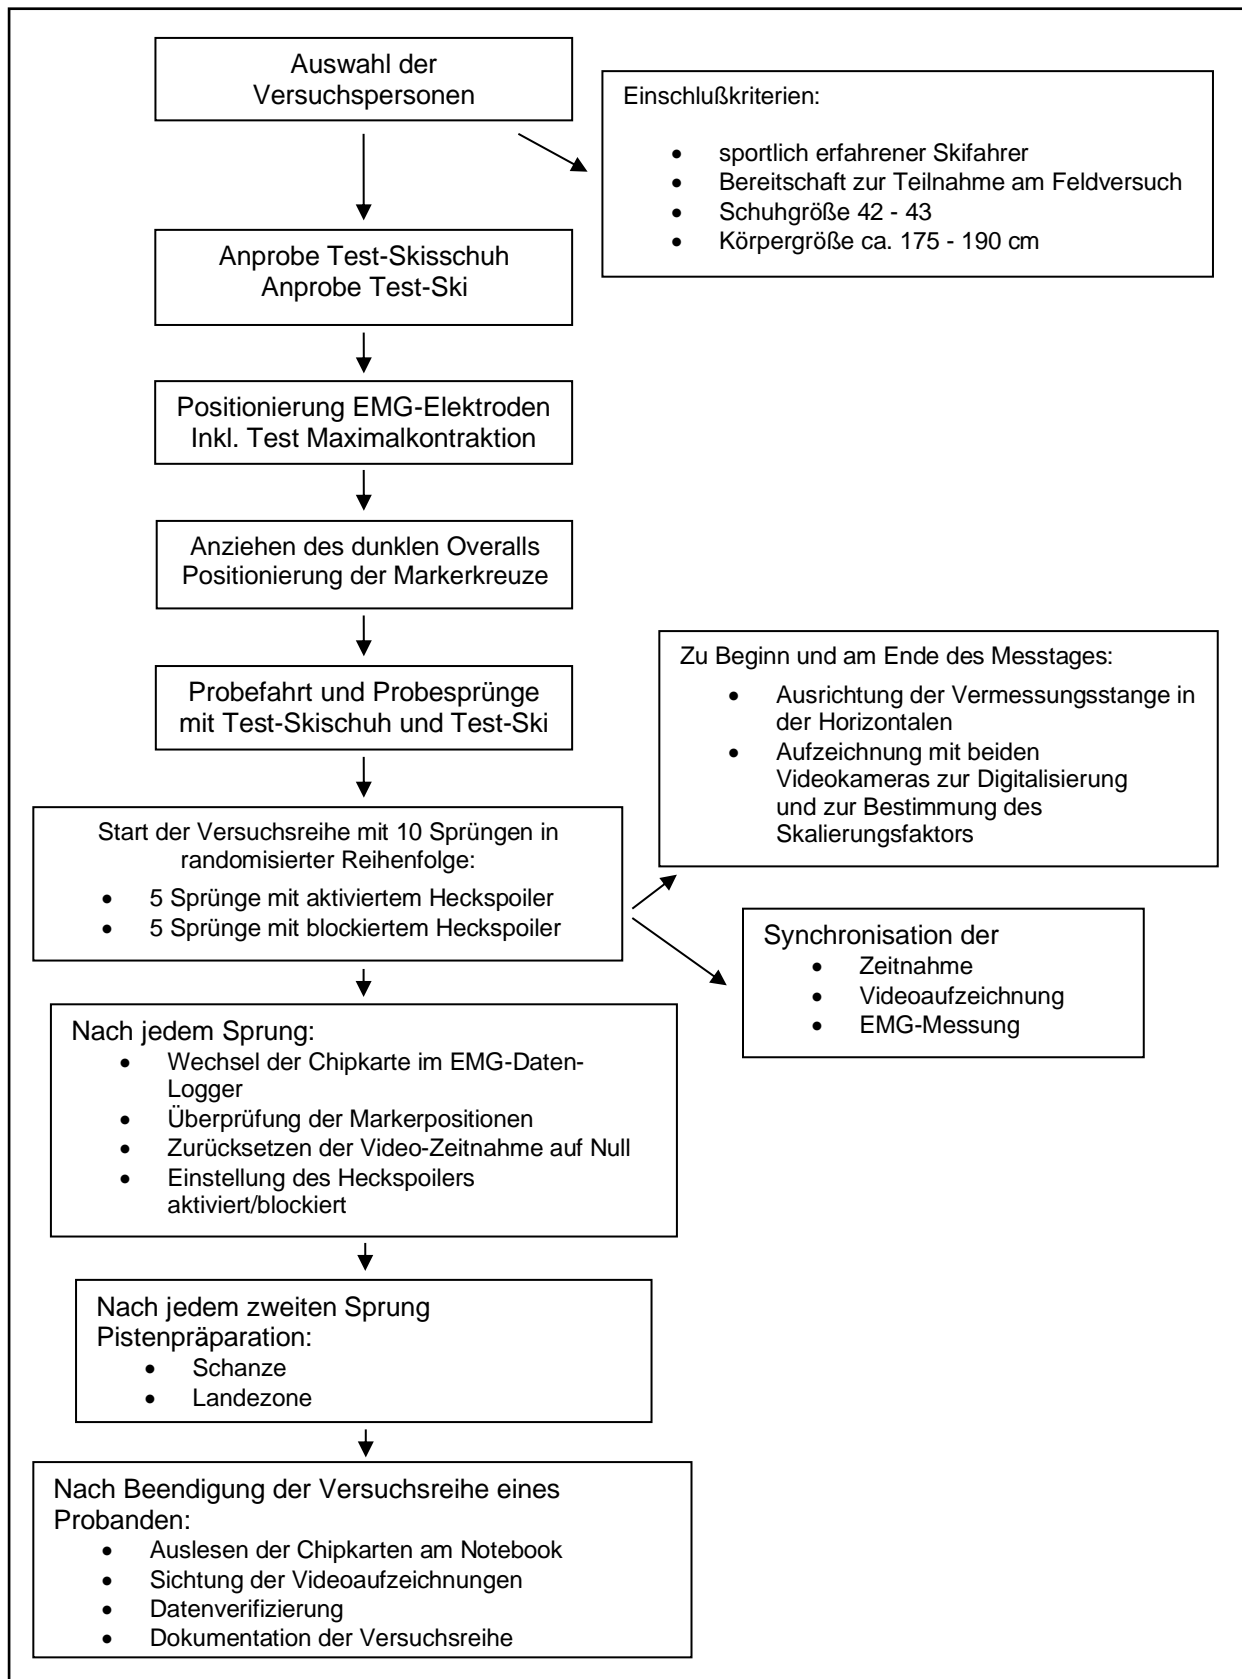 Auswahl der
Versuchspersonen
Einschlußkriterien:
• sportlich erfahrener Skifahrer
• Bereitschaft zur Teilnahme am Feldversuch
• Schuhgröße 42 - 43
• Körpergröße ca. 175 - 190 cm
Anprobe Test-Skisschuh
Anprobe Test-Ski
Positionierung EMG-Elektroden
Inkl. Test Maximalkontraktion
Anziehen des dunklen Overalls
Positionierung der Markerkreuze
Probefahrt und Probesprünge
mit Test-Skischuh und Test-Ski
Zu Beginn und am Ende des Messtages:
• Ausrichtung der Vermessungsstange in
der Horizontalen
• Aufzeichnung mit beiden
Videokameras zur Digitalisierung
und zur Bestimmung des
Skalierungsfaktors
Start der Versuchsreihe mit 10 Sprüngen in
randomisierter Reihenfolge:
• 5 Sprünge mit aktiviertem Heckspoiler
• 5 Sprünge mit blockiertem Heckspoiler
Synchronisation der
• Zeitnahme
• Videoaufzeichnung
• EMG-Messung
Nach jedem Sprung:
• Wechsel der Chipkarte im EMG-Daten-
Logger
• Überprüfung der Markerpositionen
• Zurücksetzen der Video-Zeitnahme auf Null
• Einstellung des Heckspoilers
aktiviert/blockiert
Nach jedem zweiten Sprung
Pistenpräparation:
• Schanze
• Landezone
Nach Beendigung der Versuchsreihe eines
Probanden:
• Auslesen der Chipkarten am Notebook
• Sichtung der Videoaufzeichnungen
• Datenverifizierung
• Dokumentation der Versuchsreihe